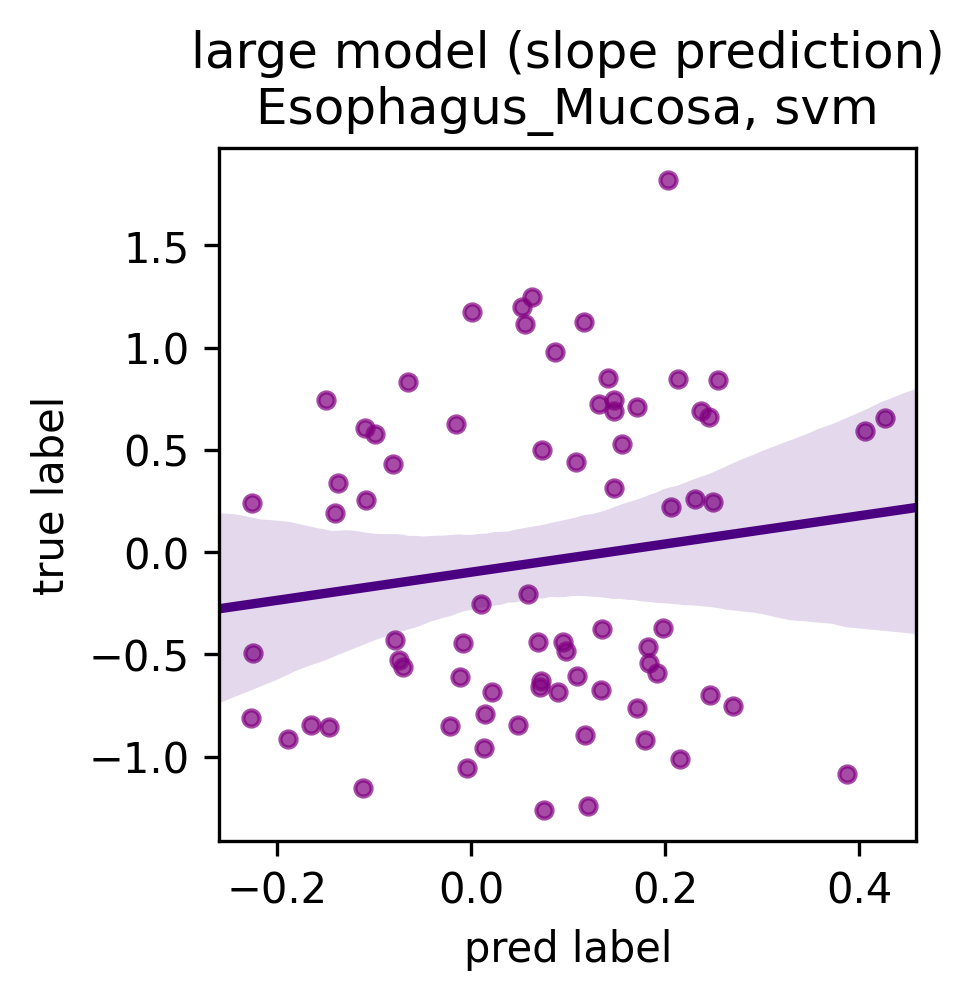 large model (slope prediction)
Esophagus_Mucosa, svm
1.5
1.0
0.5
0.0
−0.5
−1.0
true label
−0.2
0.0
0.2
0.4
pred label